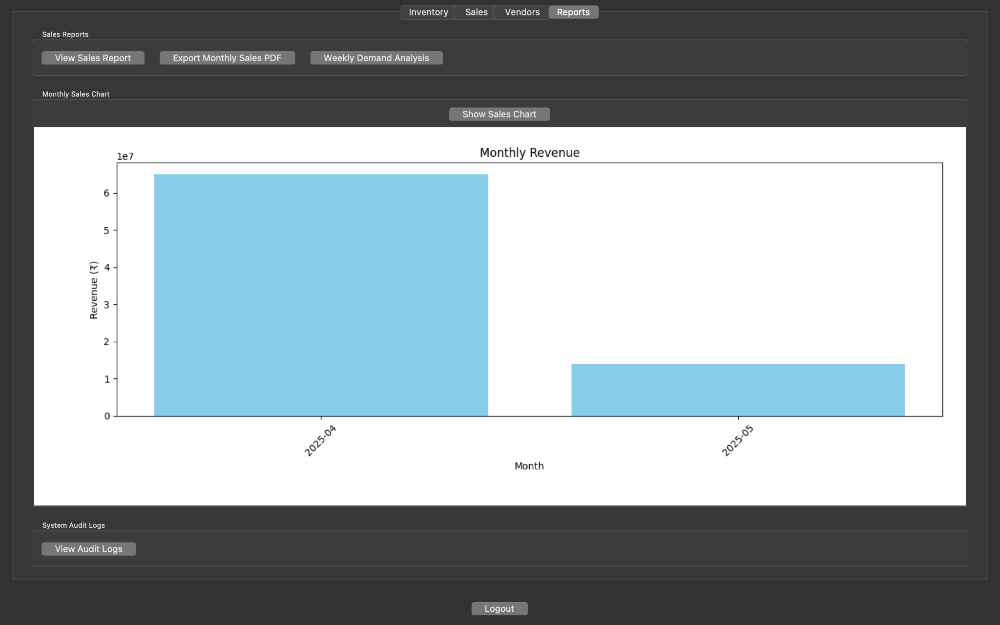 Inventory Sales Vendors Reports
Sales Reports
View Sales Report Export Monthly Sales PDF Weekly Demand Analysis
Monthly Sales Chart
Show Sales Chart
Monthly Revenue
1e7
6
5
4
3
2
1
0
Revenue (₹)
2025-04 2025-05
Month
System Audit Logs
View Audit Logs
Logout